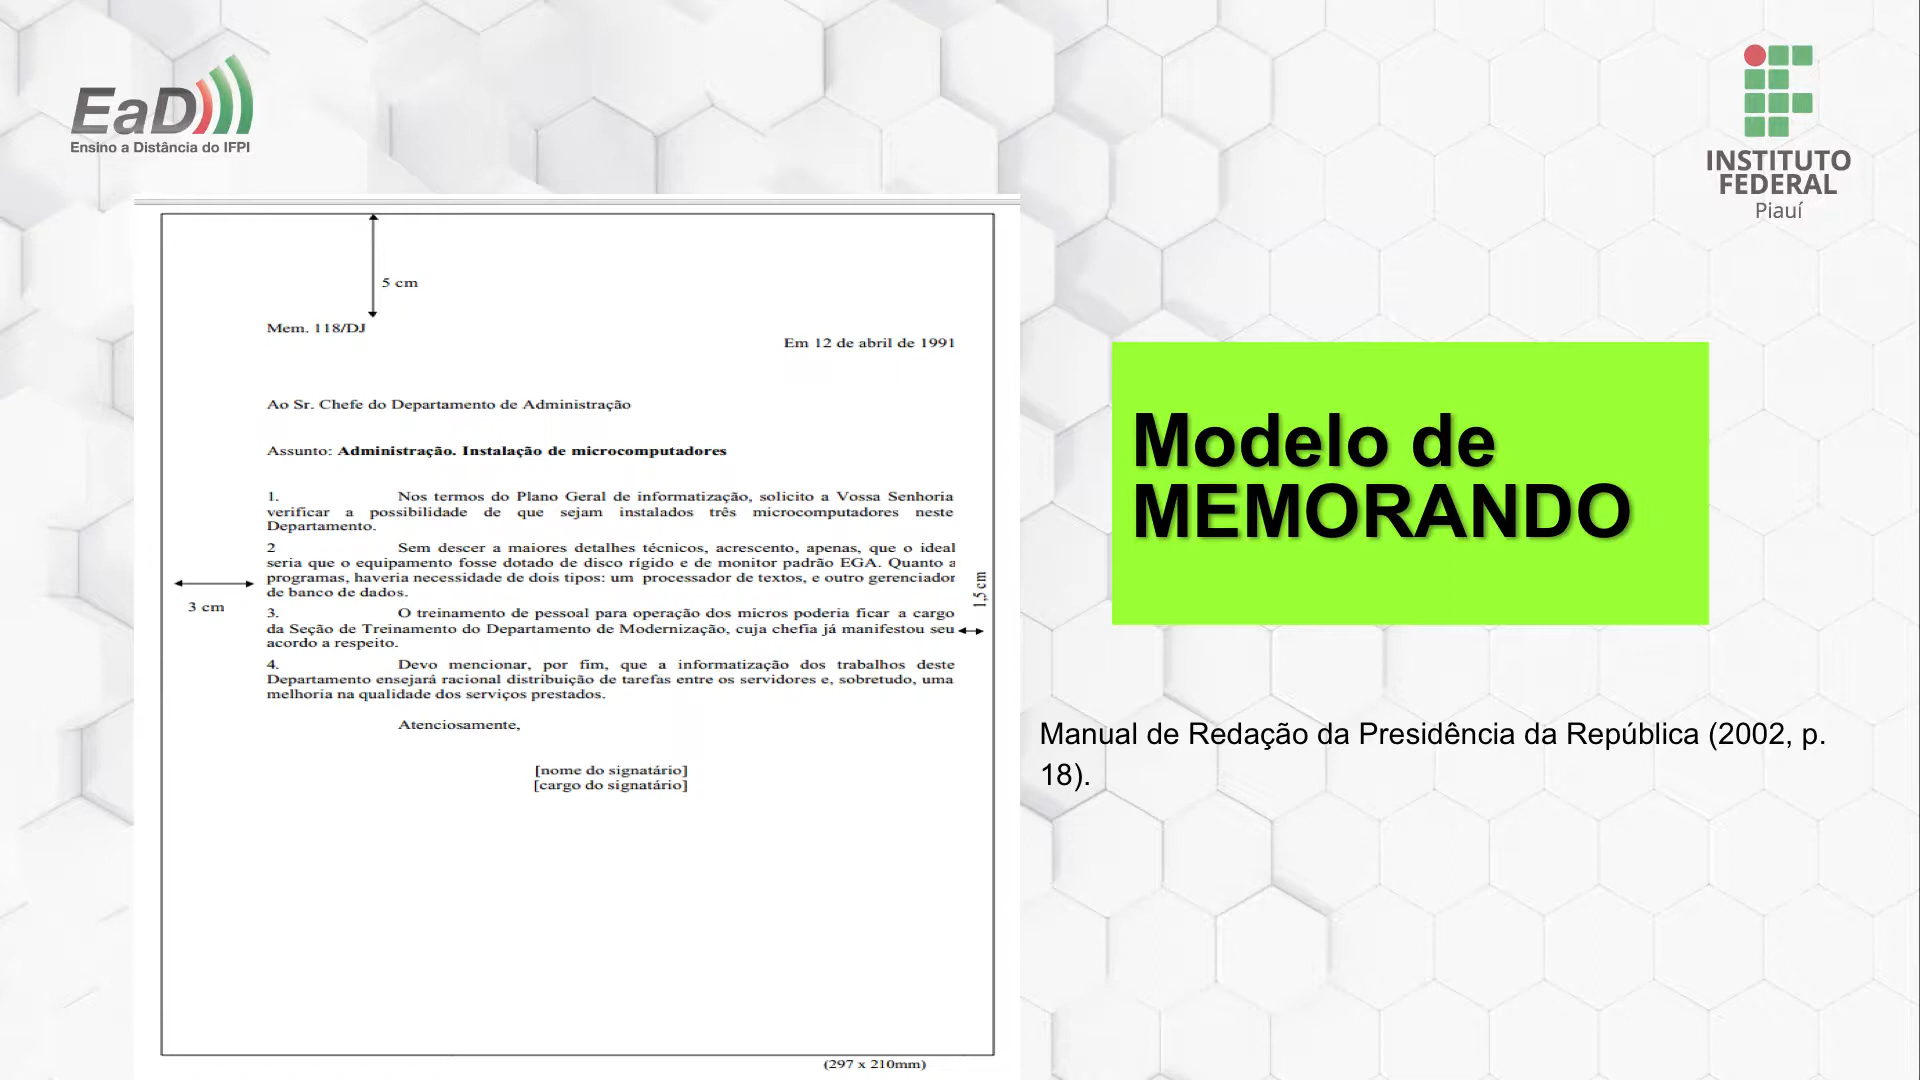 EaD
Ensino a Distância do IFPI
INSTITUTO
FEDERAL
Piauí
5 cm
Mem. 118/DJ
Em 12 de abril de 1991
Ao Sr. Chefe do Departamento de Administração
Assunto: Administração. Instalação de microcomputadores
1. Nos termos do Plano Geral de informatização, solicito a Vossa Senhoria
verificar a possibilidade de que sejam instalados três microcomputadores neste
Departamento.
2 Sem descer a maiores detalhes técnicos, acrescento, apenas, que o ideal
seria que o equipamento fosse dotado de disco rígido e de monitor padrão EGA. Quanto a
programas, haveria necessidade de dois tipos: um processador de textos, e outro gerenciador
de banco de dados.
3. O treinamento de pessoal para operação dos micros poderia ficar a cargo
da Seção de Treinamento do Departamento de Modernização, cuja chefia já manifestou seu
acordo a respeito.
4. Devo mencionar, por fim, que a informatização dos trabalhos deste
Departamento ensejará racional distribuição de tarefas entre os servidores e, sobretudo, uma
melhoria na qualidade dos serviços prestados.
Atenciosamente,
[nome do signatário]
[cargo do signatário]
3 cm
1,5 cm
(297 x 210mm)
Modelo de
MEMORANDO
Manual de Redação da Presidência da República (2002, p.
18).